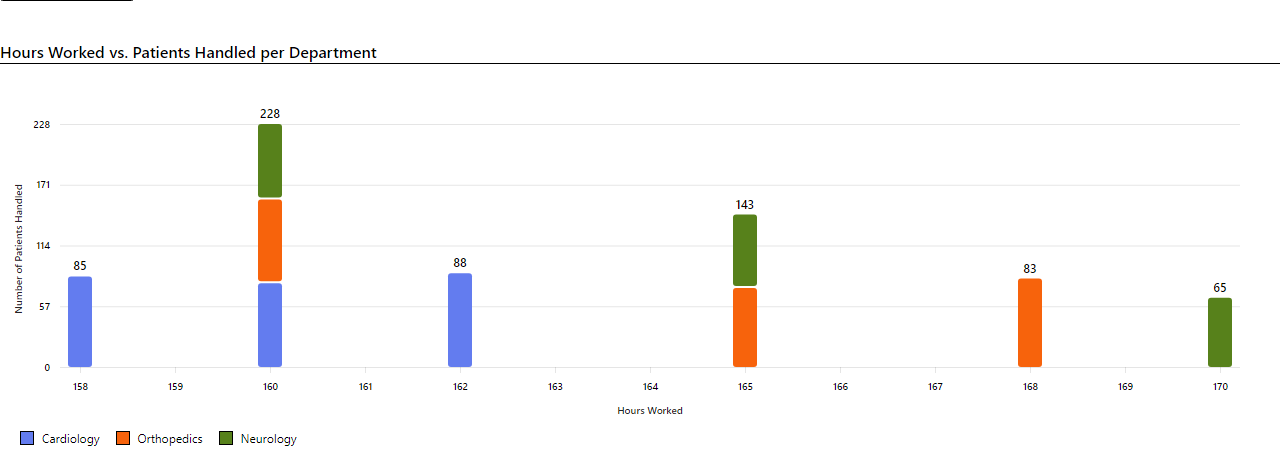 Hours Worked vs. Patients Handled per Department
228
228
171
143
Number of Patients Handled
114
85
88
83
65
57
0
158 159 160 161 162 163 164 165 166 167 168 169 170
Hours Worked
Cardiology Orthopedics Neurology